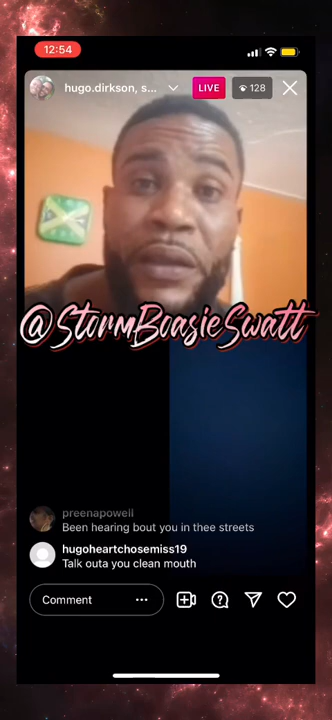 12:54
hugo.dirkson, s...
LIVE
128
@StormBoasieSwatt
preenapowell
Been hearing bout you in thee streets
hugoheartchosemiss19
Talk outa you clean mouth
Comment